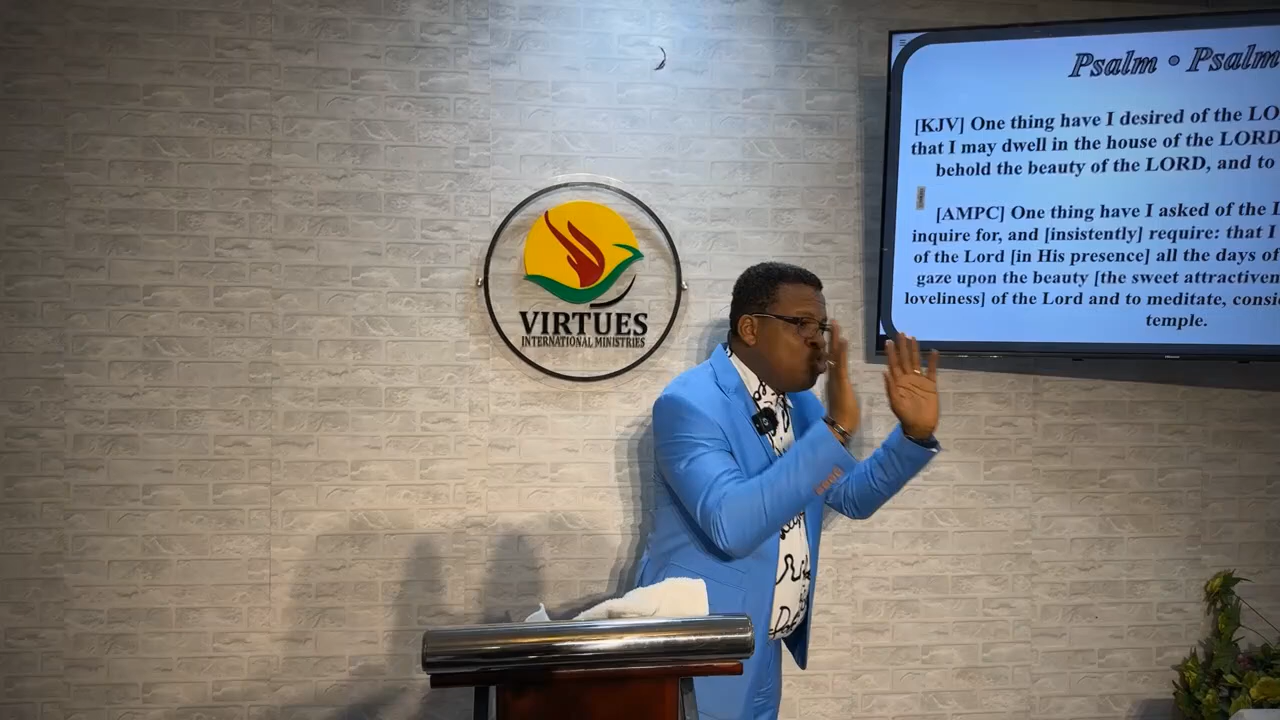 VIRTUES
INTERNATIONAL MINISTRIES
Psalm • Psalm
[KJV] One thing have I desired of the LO
that I may dwell in the house of the LORD
behold the beauty of the LORD, and to
[AMPC] One thing have I asked of the
inquire for, and [insistently] require: that I
of the Lord [in His presence] all the days of
gaze upon the beauty [the sweet attractiven
loveliness] of the Lord and to meditate, consi
temple.